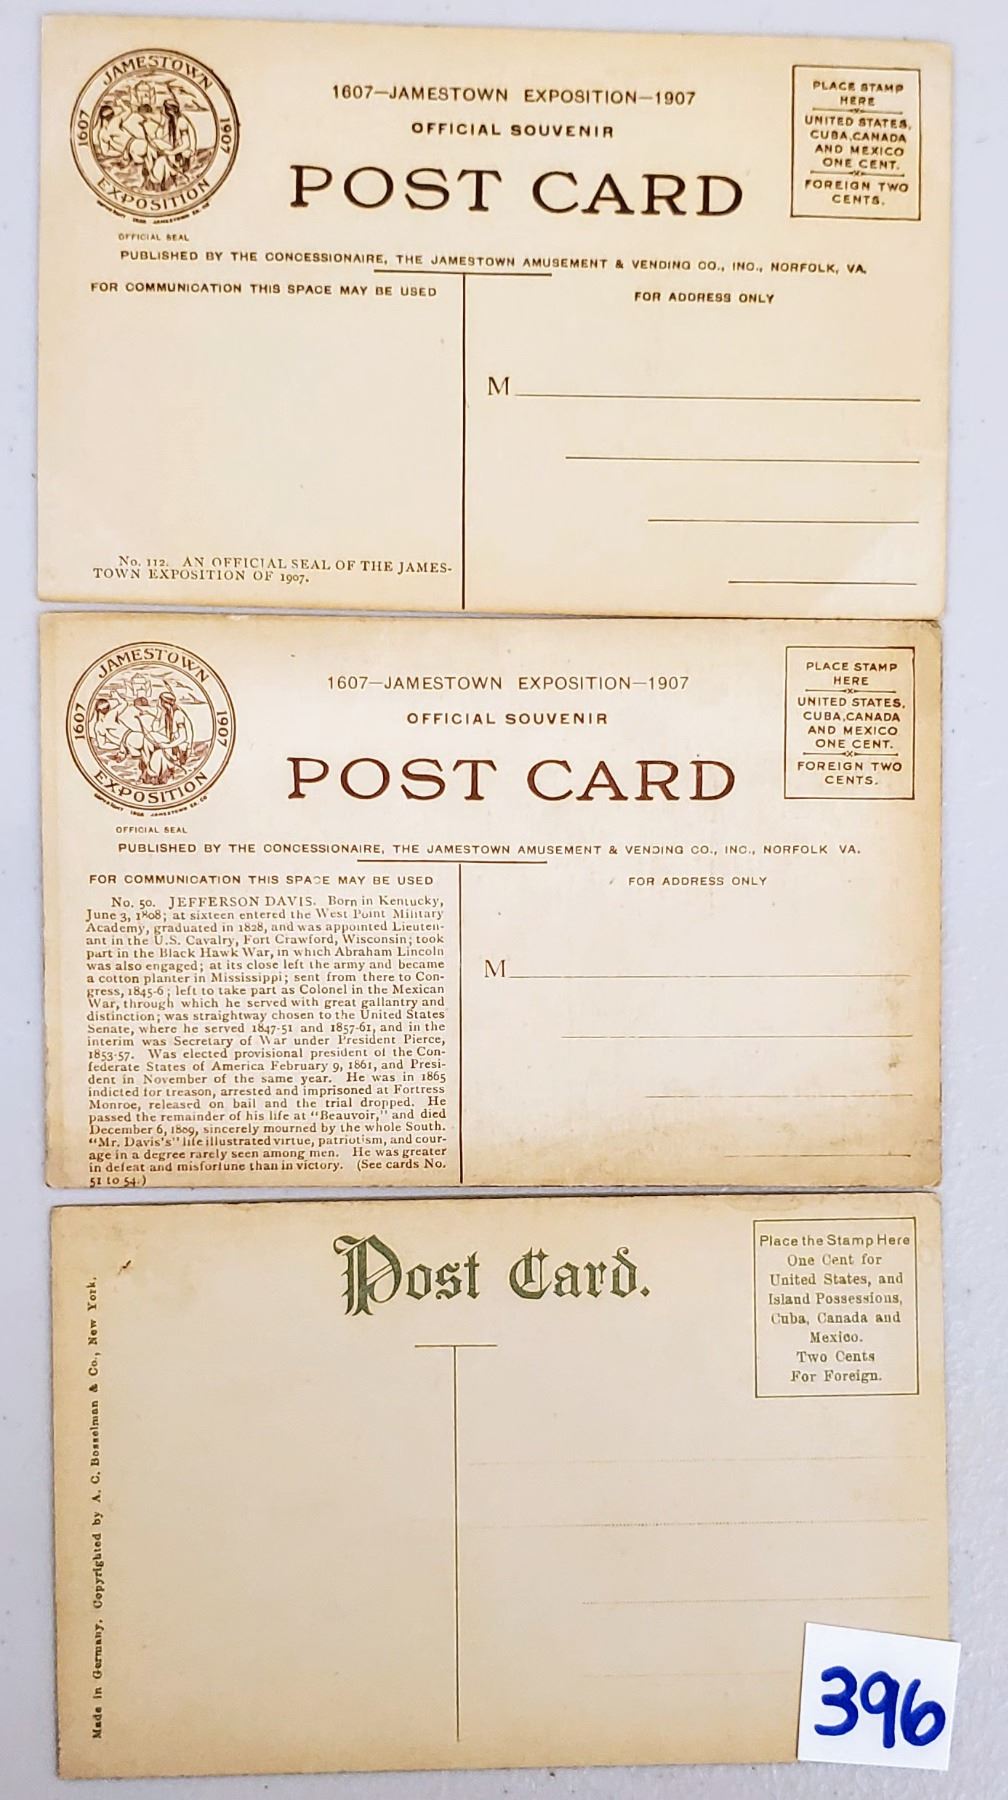 JAMESTOWN
1607
1907
EXPOSITION
OFFICIAL SEAL
1607—JAMESTOWN EXPOSITION—1907
OFFICIAL SOUVENIR
POST CARD
PLACE STAMP
HERE
UNITED STATES,
CUBA, CANADA
AND MEXICO
ONE CENT.
FOREIGN TWO
CENTS.
PUBLISHED BY THE CONCESSIONAIRE, THE JAMESTOWN AMUSEMENT & VENDING CO., INC., NORFOLK, VA.
FOR COMMUNICATION THIS SPACE MAY BE USED
FOR ADDRESS ONLY
M
No. 112. AN OFFICIAL SEAL OF THE JAMES-
TOWN EXPOSITION OF 1907.
JAMESTOWN
1607
1907
EXPOSITION
OFFICIAL SEAL
1607—JAMESTOWN EXPOSITION—1907
OFFICIAL SOUVENIR
POST CARD
PLACE STAMP
HERE
UNITED STATES,
CUBA, CANADA
AND MEXICO
ONE CENT.
FOREIGN TWO
CENTS.
PUBLISHED BY THE CONCESSIONAIRE, THE JAMESTOWN AMUSEMENT & VENDING CO., INC., NORFOLK VA.
FOR COMMUNICATION THIS SPACE MAY BE USED
FOR ADDRESS ONLY
M
No. 50. JEFFERSON DAVIS. Born in Kentucky,
June 3, 1808; at sixteen entered the West Point Military
Academy, graduated in 1828, and was appointed Lieuten-
ant in the U.S. Cavalry, Fort Crawford, Wisconsin; took
part in the Black Hawk War, in which Abraham Lincoln
was also engaged; at its close left the army and became
a cotton planter in Mississippi; sent from there to Con-
gress, 1845-6; left to take part as Colonel in the Mexican
War, through which he served with great gallantry and
distinction; was straightway chosen to the United States
Senate, where he served 1847-51 and 1857-61, and in the
interim was Secretary of War under President Pierce,
1853-57. Was elected provisional president of the Con-
federate States of America February 9, 1861, and Presi-
dent in November of the same year. He was in 1865
indicted for treason, arrested and imprisoned at Fortress
Monroe, released on bail and the trial dropped. He
passed the remainder of his life at "Beauvoir," and died
December 6, 1809, sincerely mourned by the whole South.
"Mr. Davis's" life illustrated virtue, patriotism, and cour-
age in a degree rarely seen among men. He was greater
in defeat and misfortune than in victory. (See cards No.
51 to 54.)
Post Card.
Place the Stamp Here
One Cent for
United States, and
Island Possessions,
Cuba, Canada and
Mexico.
Two Cents
For Foreign.
Made in Germany. Copyrighted by A. C. Bosselman & Co., New York.
396